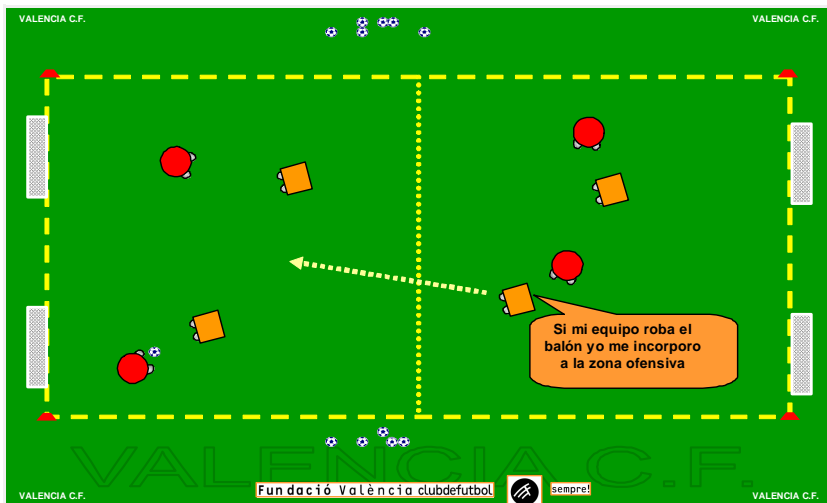 VALENCIA C.F.
VALENCIA C.F.
Si mi equipo roba el
balón yo me incorporo
a la zona ofensiva
VALENCIA C.F.
Fundació València clubdefutbol
sempre!
VALENCIA C.F.
VALENCIA C.F.